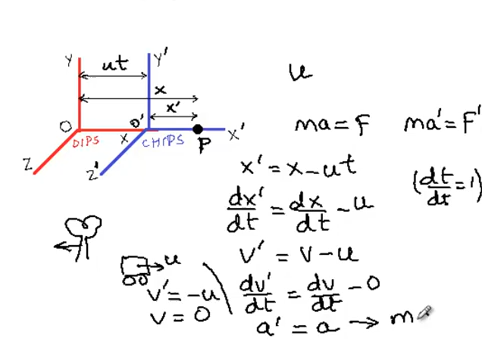 Y Y'
ut
x
x'
O O' X'
DIPS X CHIPS P
Z Z'
u
ma = F ma' = F'
x' = x - ut
dx'/dt = dx/dt - u (dt/dt = 1)
v' = v - u
u
v' = -u
v = 0
dv'/dt = dv/dt - 0
a' = a → ma